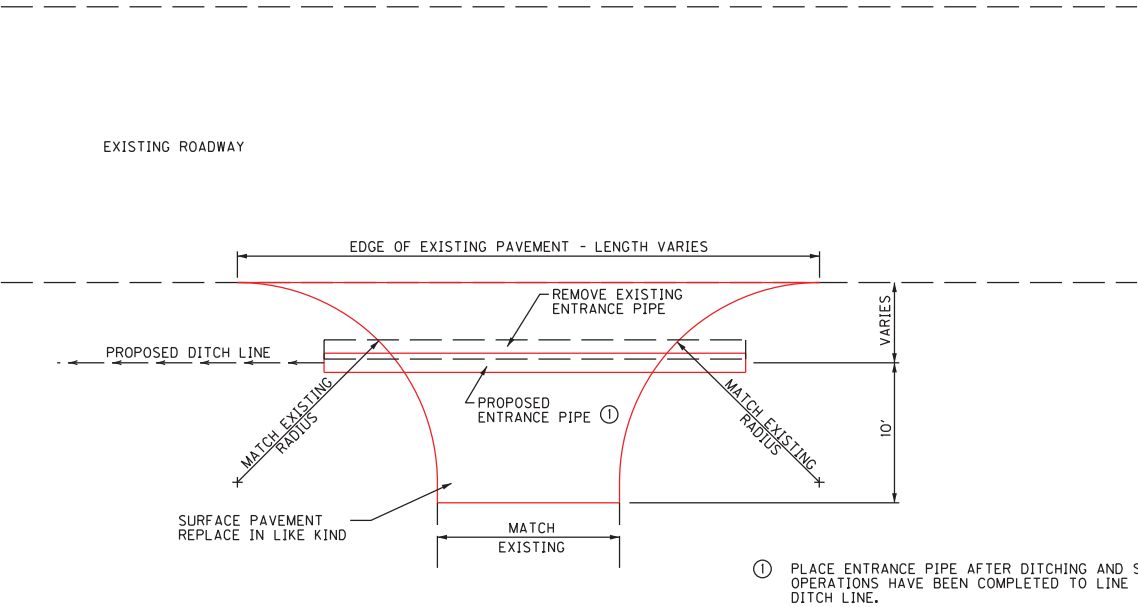 EXISTING ROADWAY
EDGE OF EXISTING PAVEMENT - LENGTH VARIES
REMOVE EXISTING
ENTRANCE PIPE
VARIES
PROPOSED DITCH LINE
PROPOSED
ENTRANCE PIPE ①
MATCH EXISTING
RADIUS
MATCH EXISTING
RADIUS
10'
SURFACE PAVEMENT
REPLACE IN LIKE KIND
MATCH
EXISTING
① PLACE ENTRANCE PIPE AFTER DITCHING AND
OPERATIONS HAVE BEEN COMPLETED TO LINE
DITCH LINE.